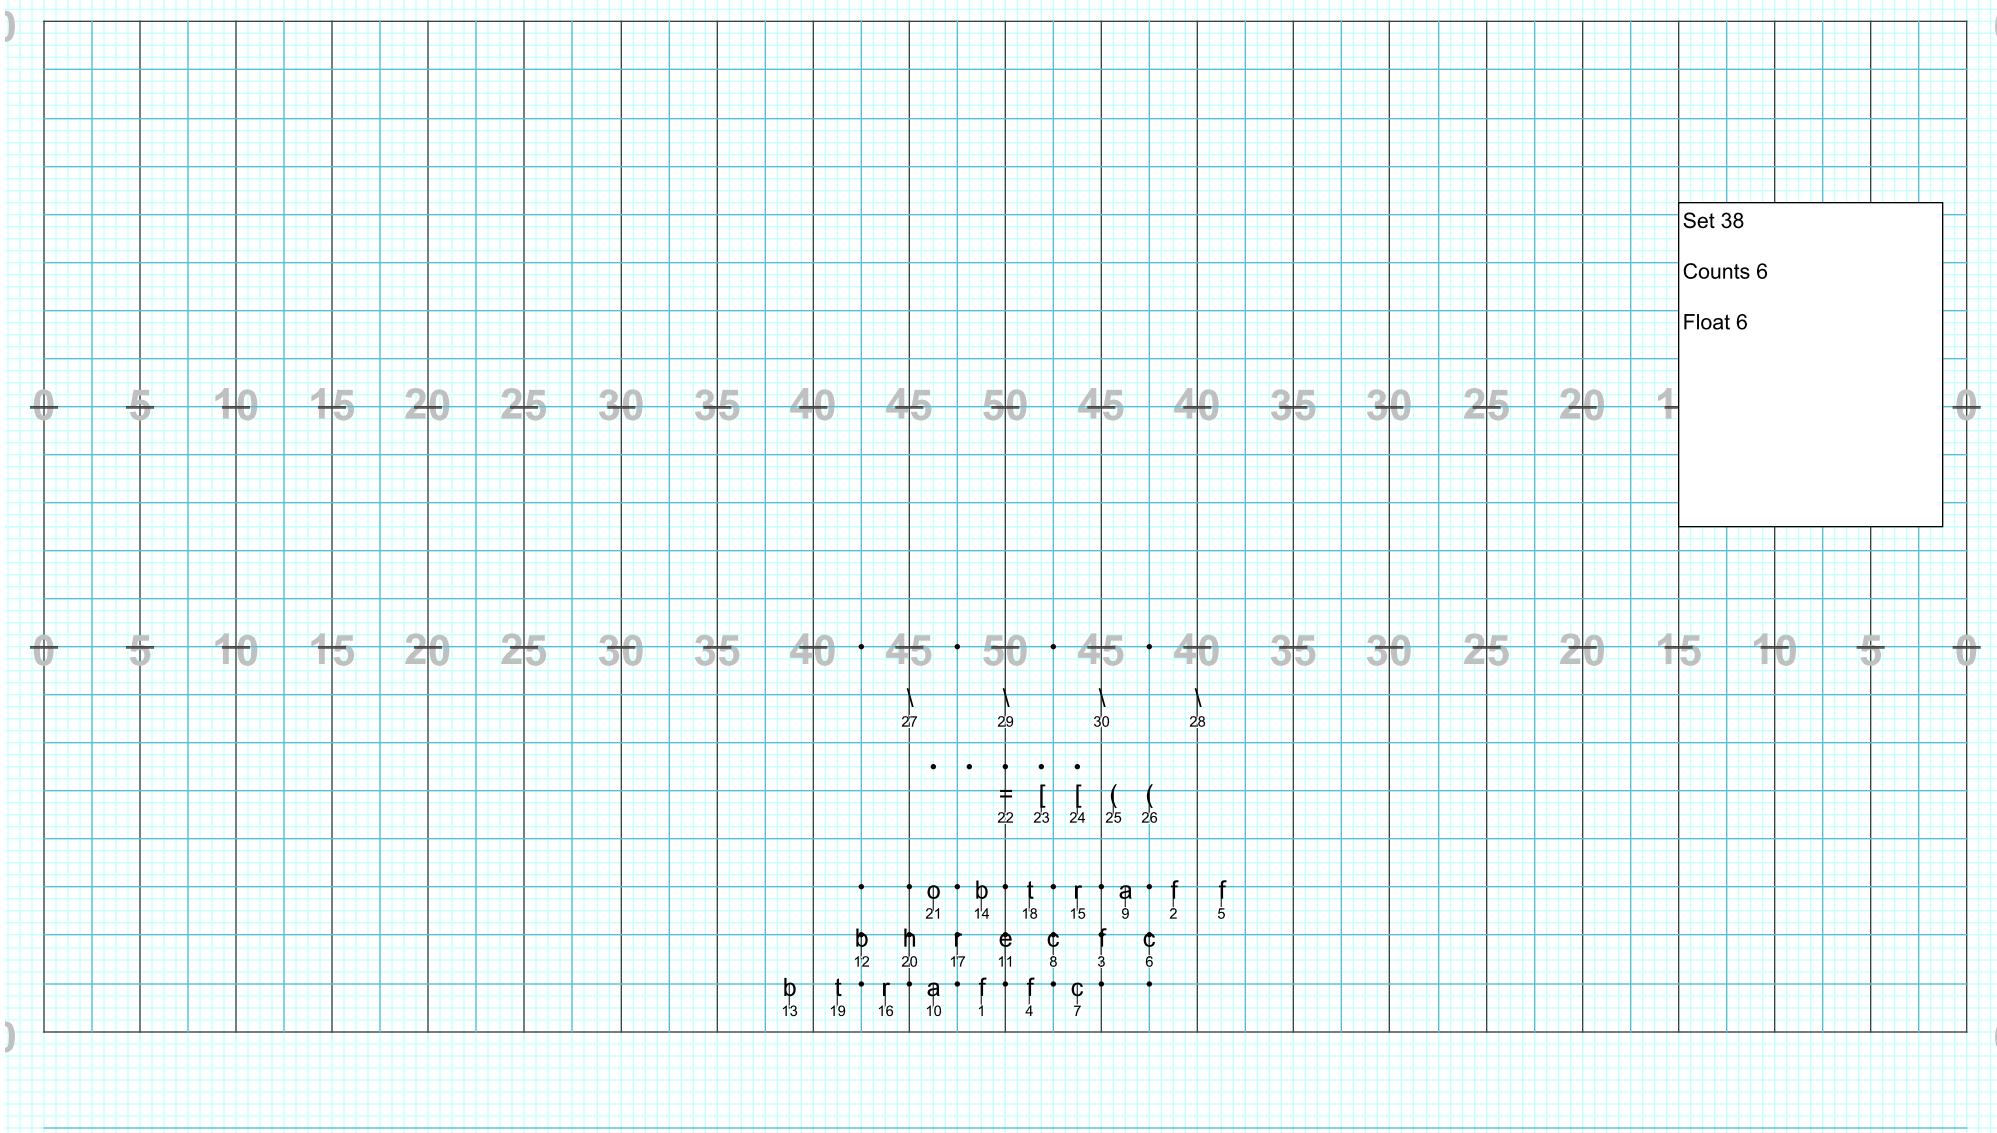 0
Set 38
Counts 6
Float 6
0 5 10 15 20 25 30 35 40 45 50 45 40 35 30 25 20 1 0
0 5 10 15 20 25 30 35 40 45 50 45 40 35 30 25 20 15 10 5 0
\ \ \ \
27 29 30 28
= [ [ ( (
22 23 24 25 26
o b t r a f f
21 14 18 15 9 2 5
b h r e c f c
12 20 17 11 8 3 6
b t r a f f c
13 19 16 10 1 4 7
0